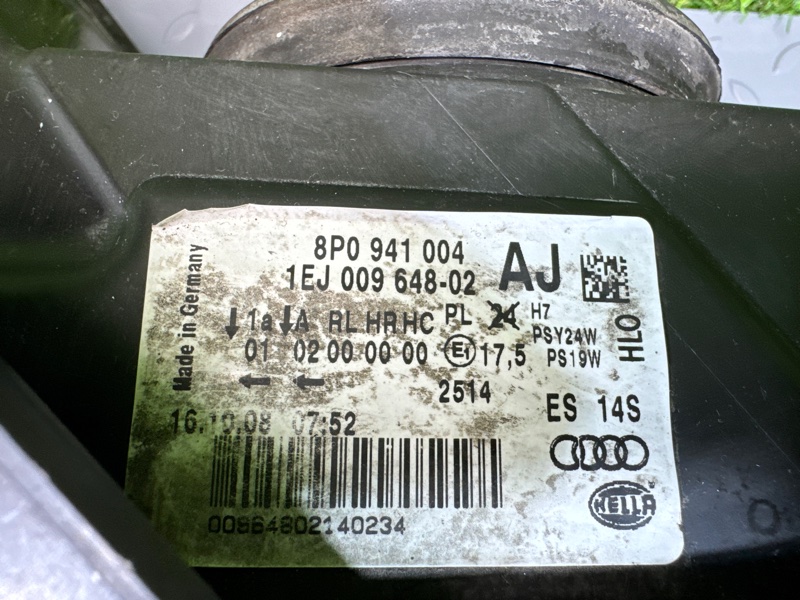 Made in Germany
8P0 941 004 AJ
1EJ 009 648-02
↓1a ↓A RL HR HC PL 24 H7
PSY24W
01 02 00 00 00 E1 17,5 PS19W
HLO
← ←
2514
ES 14S
16.10.08 07:52
HELLA
00964802140234